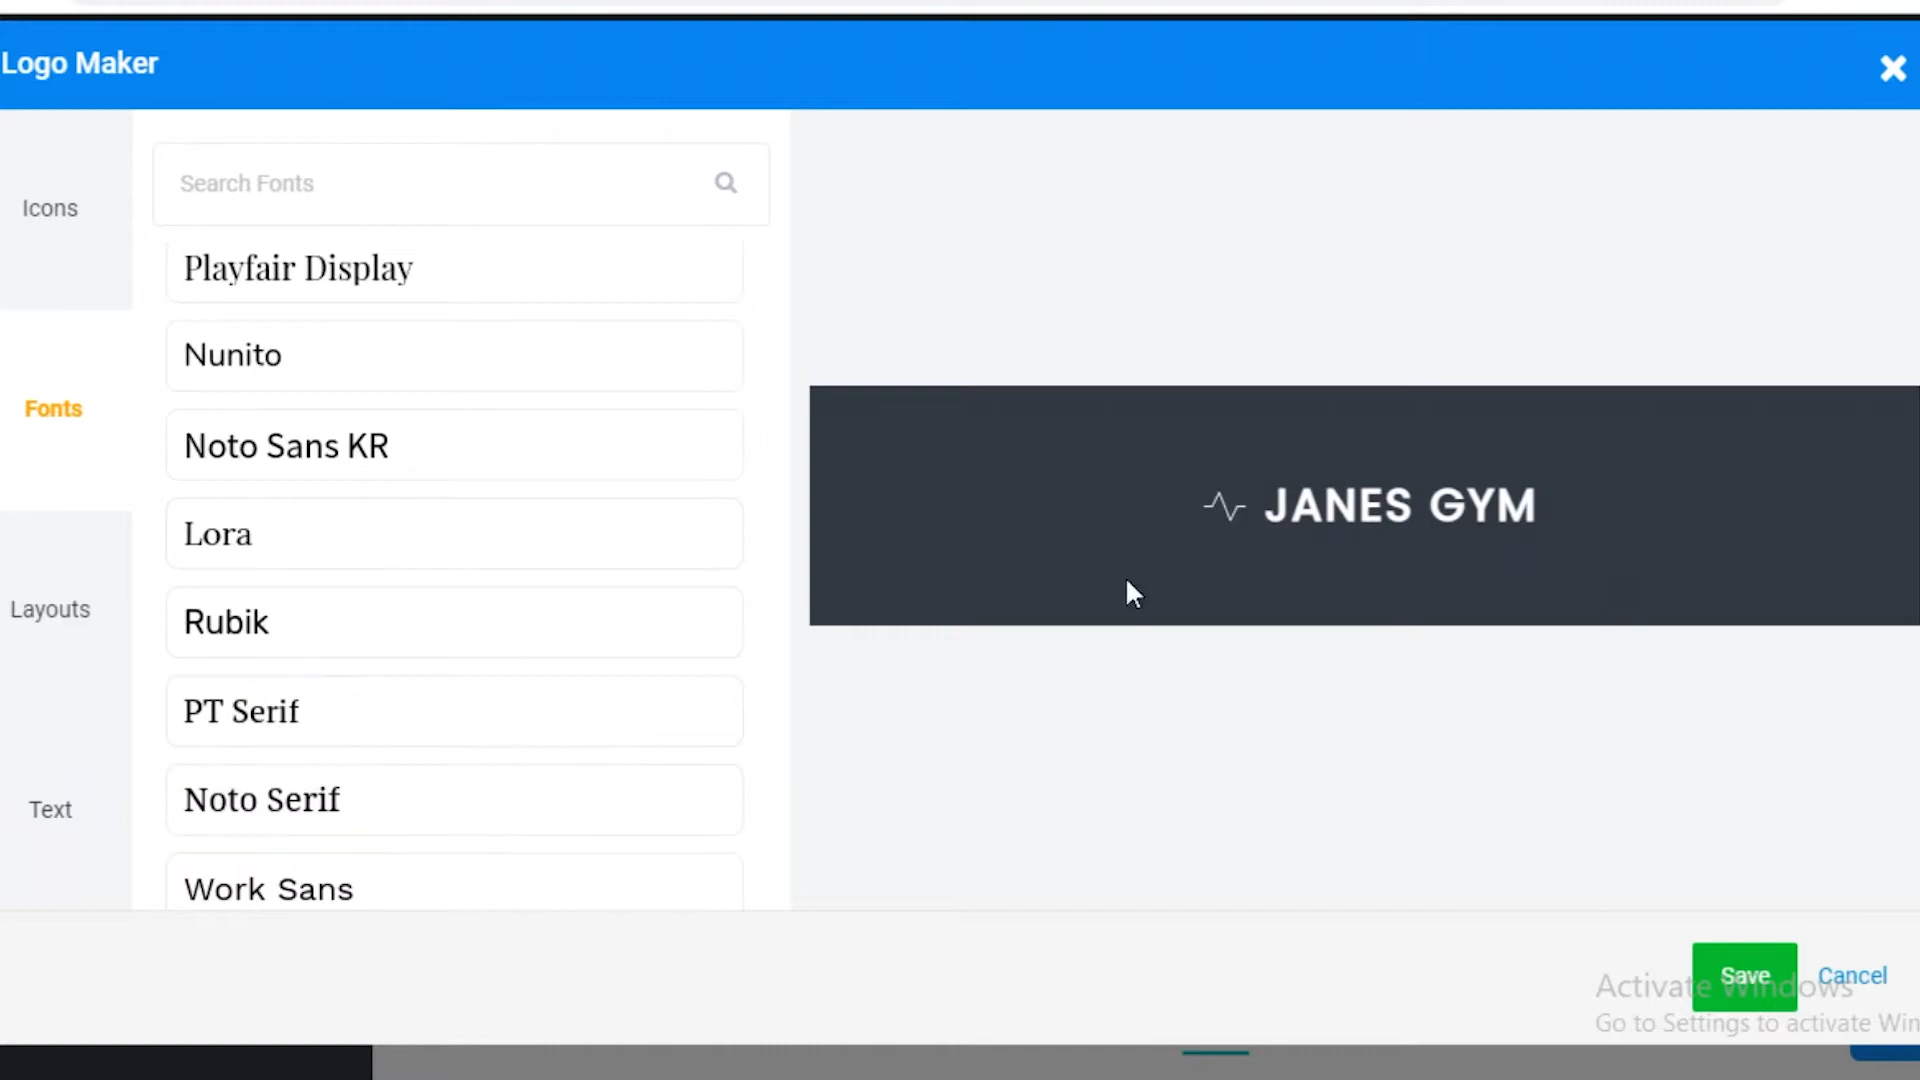 Logo Maker
Icons
Fonts
Layouts
Text
Search Fonts
Playfair Display
Nunito
Noto Sans KR
Lora
Rubik
PT Serif
Noto Serif
Work Sans
JANES GYM
Save
Cancel
Activate Windows
Go to Settings to activate Win